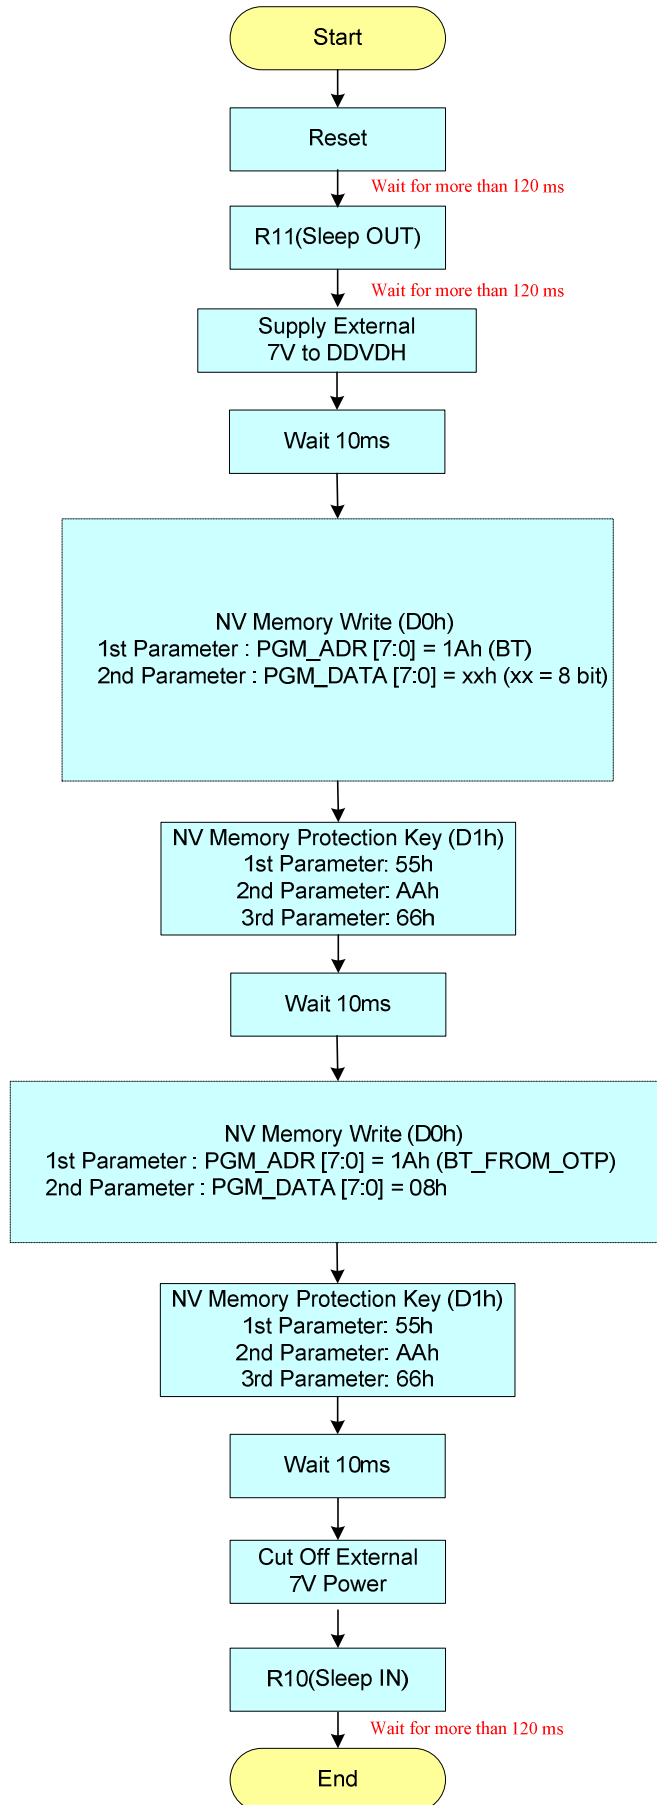 Start
Reset
Wait for more than 120 ms
R11(Sleep OUT)
Wait for more than 120 ms
Supply External
7V to DDVDH
Wait 10ms
NV Memory Write (D0h)
1st Parameter : PGM_ADR [7:0] = 1Ah (BT)
2nd Parameter : PGM_DATA [7:0] = xxh (xx = 8 bit)
NV Memory Protection Key (D1h)
1st Parameter: 55h
2nd Parameter: AAh
3rd Parameter: 66h
Wait 10ms
NV Memory Write (D0h)
1st Parameter : PGM_ADR [7:0] = 1Ah (BT_FROM_OTP)
2nd Parameter : PGM_DATA [7:0] = 08h
NV Memory Protection Key (D1h)
1st Parameter: 55h
2nd Parameter: AAh
3rd Parameter: 66h
Wait 10ms
Cut Off External
7V Power
R10(Sleep IN)
Wait for more than 120 ms
End